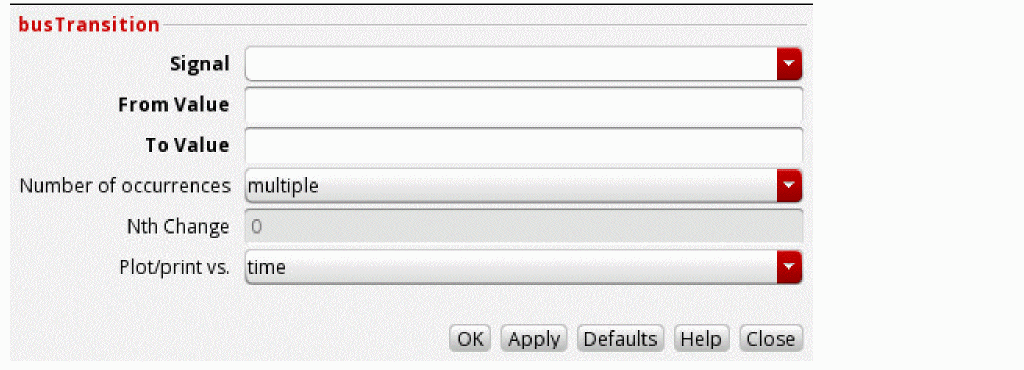 busTransition
Signal
From Value
To Value
Number of occurrences multiple
Nth Change 0
Plot/print vs. time
OK Apply Defaults Help Close